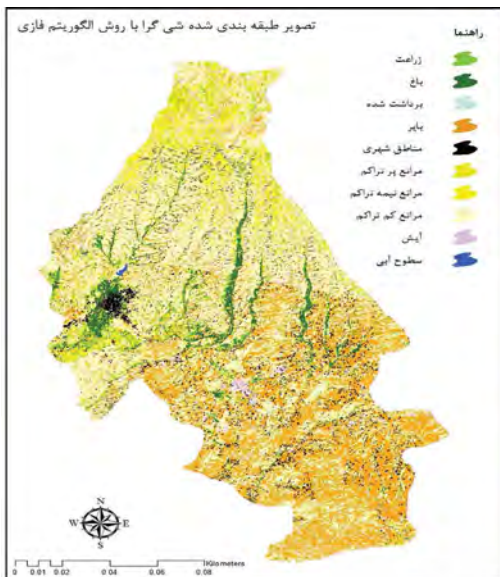 تصویر طبقه بندی شده شی گرا با روش الگوریتم فازی
راهنما
زراعت
باغ
برداشت شده
بایر
مناطق شهری
مراتع پر تراکم
مراتع نیمه تراکم
مراتع کم تراکم
آیش
سطوح آبی
N
W E
S
Kilometers
0 0.01 0.02 0.04 0.06 0.08